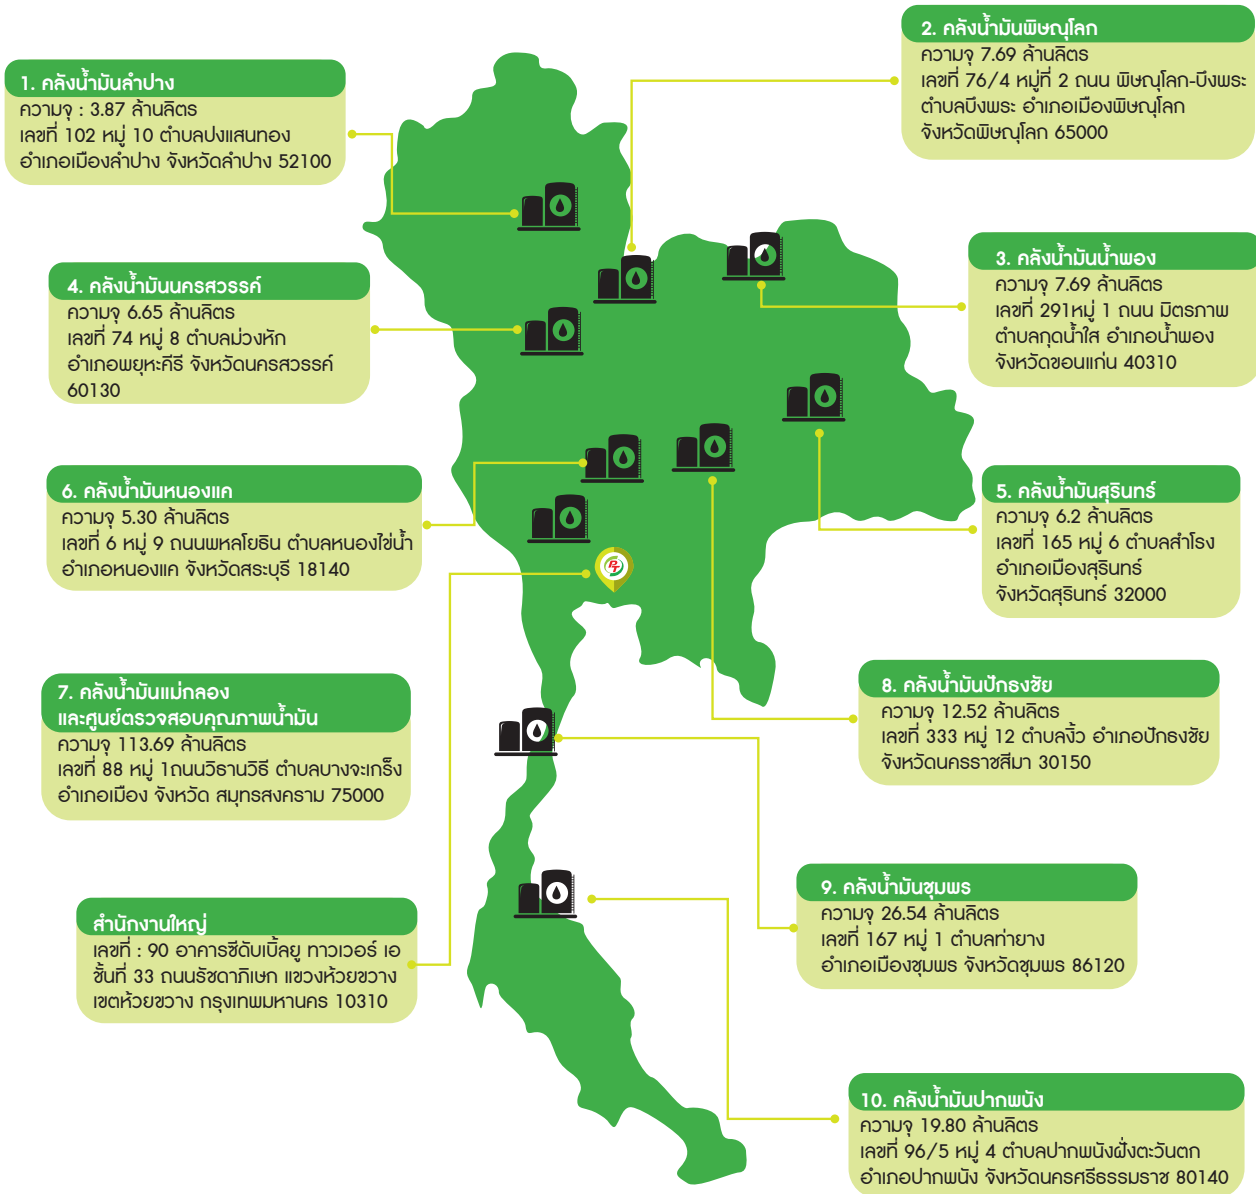 1. คลังน้ำมันลำปาง
ความจุ : 3.87 ล้านลิตร
เลขที่ 102 หมู่ 10 ตำบลปงแสนทอง
อำเภอเมืองลำปาง จังหวัดลำปาง 52100
2. คลังน้ำมันพิษณุโลก
ความจุ 7.69 ล้านลิตร
เลขที่ 76/4 หมู่ที่ 2 ถนน พิษณุโลก-บึงพระ
ตำบลบึงพระ อำเภอเมืองพิษณุโลก
จังหวัดพิษณุโลก 65000
3. คลังน้ำมันน้ำพอง
ความจุ 7.69 ล้านลิตร
เลขที่ 291หมู่ 1 ถนน มิตรภาพ
ตำบลกุดน้ำใส อำเภอน้ำพอง
จังหวัดขอนแก่น 40310
4. คลังน้ำมันนครสวรรค์
ความจุ 6.65 ล้านลิตร
เลขที่ 74 หมู่ 8 ตำบลม่วงหัก
อำเภอพยุหะคีรี จังหวัดนครสวรรค์
60130
5. คลังน้ำมันสุรินทร์
ความจุ 6.2 ล้านลิตร
เลขที่ 165 หมู่ 6 ตำบลสำโรง
อำเภอเมืองสุรินทร์
จังหวัดสุรินทร์ 32000
6. คลังน้ำมันหนองแค
ความจุ 5.30 ล้านลิตร
เลขที่ 6 หมู่ 9 ถนนพหลโยธิน ตำบลหนองไข่น้ำ
อำเภอหนองแค จังหวัดสระบุรี 18140
PT
7. คลังน้ำมันแม่กลอง
และศูนย์ตรวจสอบคุณภาพน้ำมัน
ความจุ 113.69 ล้านลิตร
เลขที่ 88 หมู่ 1ถนนวิธานวิธี ตำบลบางจะเกร็ง
อำเภอเมือง จังหวัด สมุทรสงคราม 75000
8. คลังน้ำมันปักธงชัย
ความจุ 12.52 ล้านลิตร
เลขที่ 333 หมู่ 12 ตำบลงิ้ว อำเภอปักธงชัย
จังหวัดนครราชสีมา 30150
9. คลังน้ำมันชุมพร
ความจุ 26.54 ล้านลิตร
เลขที่ 167 หมู่ 1 ตำบลท่ายาง
อำเภอเมืองชุมพร จังหวัดชุมพร 86120
สำนักงานใหญ่
เลขที่ : 90 อาคารซีดับเบิ้ลยู ทาวเวอร์ เอ
ชั้นที่ 33 ถนนรัชดาภิเษก แขวงห้วยขวาง
เขตห้วยขวาง กรุงเทพมหานคร 10310
10. คลังน้ำมันปากพนัง
ความจุ 19.80 ล้านลิตร
เลขที่ 96/5 หมู่ 4 ตำบลปากพนังฝั่งตะวันตก
อำเภอปากพนัง จังหวัดนครศรีธรรมราช 80140